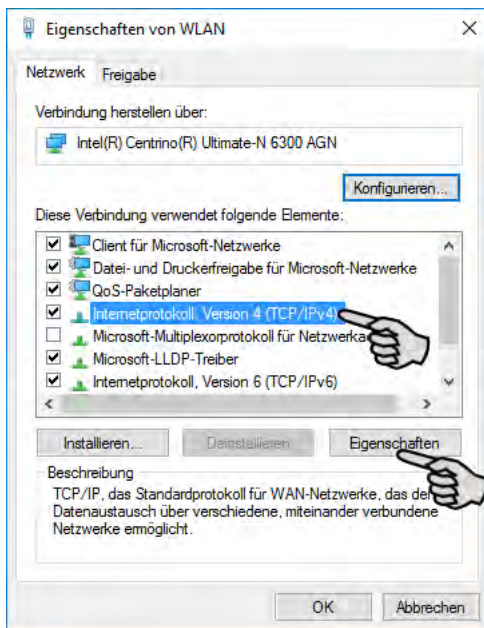 Eigenschaften von WLAN
Netzwerk Freigabe
Verbindung herstellen über:
Intel(R) Centrino(R) Ultimate-N 6300 AGN
Konfigurieren...
Diese Verbindung verwendet folgende Elemente:
Client für Microsoft-Netzwerke
Datei- und Druckerfreigabe für Microsoft-Netzwerke
QoS-Paketplaner
Internetprotokoll, Version 4 (TCP/IPv4)
Microsoft-Multiplexorprotokoll für
Microsoft-LLDP-Treiber
Internetprotokoll, Version 6 (TCP/IPv6)
Installieren... Deinstallieren Eigenschaften
Beschreibung
TCP/IP, das Standardprotokoll für WAN-Netzwerke, das den
Datenaustausch über verschiedene, miteinander verbundene
Netzwerke ermöglicht.
OK Abbrechen